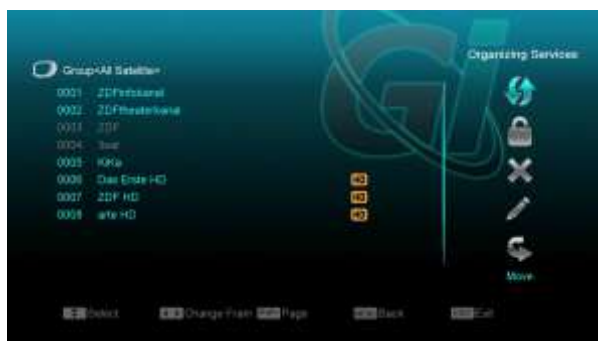 Organizing Services
Group<All Satellite>
0001 ZDFinfokanal
0002 ZDFtheaterkanal
0003 ZDF
0004 3sat
0005 KiKa
0006 Das Erste HD HD
0007 ZDF HD HD
0008 arte HD HD
Move
Select Change Fram Page Back Exit